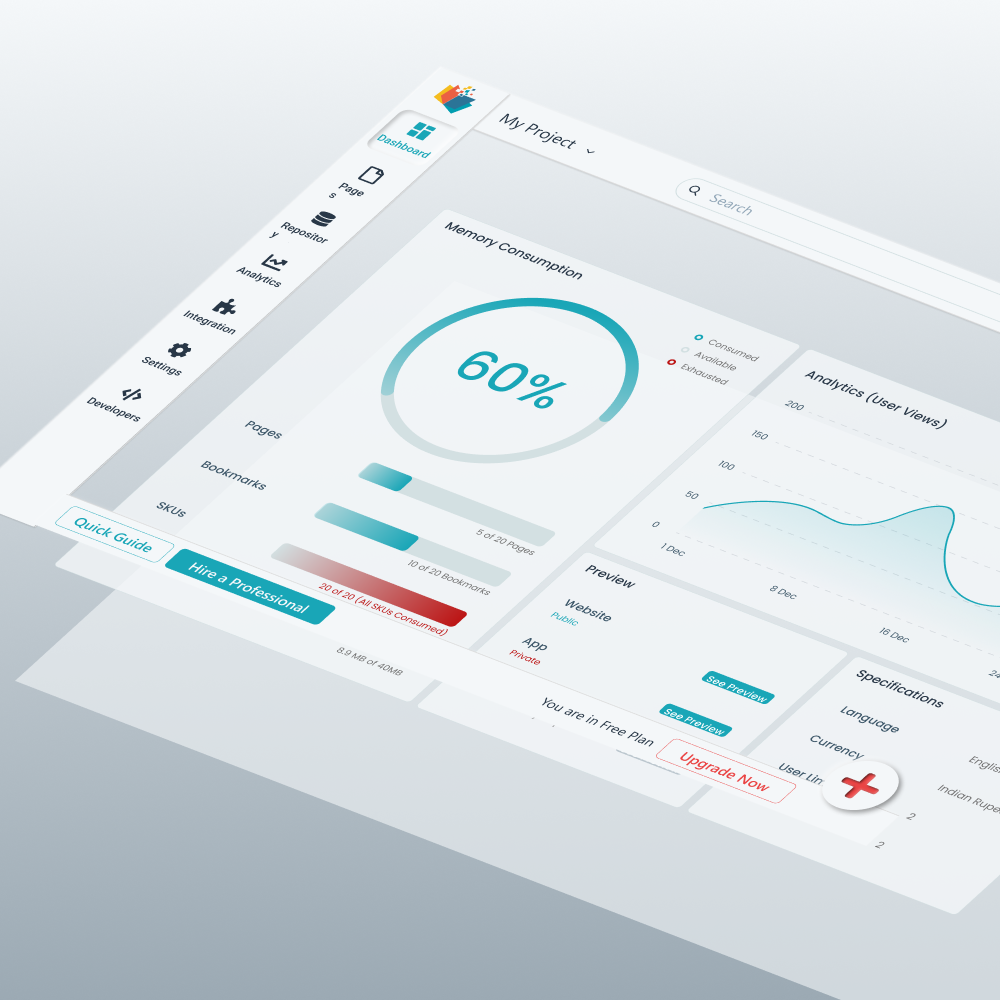 My Project
Search
Dashboard
Page
s
Repositor
y
Analytics
Integration
Settings
Developers
Memory Consumption
60%
Consumed
Available
Exhausted
Pages
5 of 20 Pages
Bookmarks
10 of 20 Bookmarks
SKUs
20 of 20 (All SKUs Consumed)
8.9 MB of 40MB
Analytics (User Views)
200
150
100
50
0
1 Dec
8 Dec
16 Dec
24
Preview
Website
Public
See Preview
App
Private
See Preview
Specifications
Language
Currency
Indian Rupe
User Lin
2
2
Quick Guide
Hire a Professional
You are in Free Plan
Upgrade Now